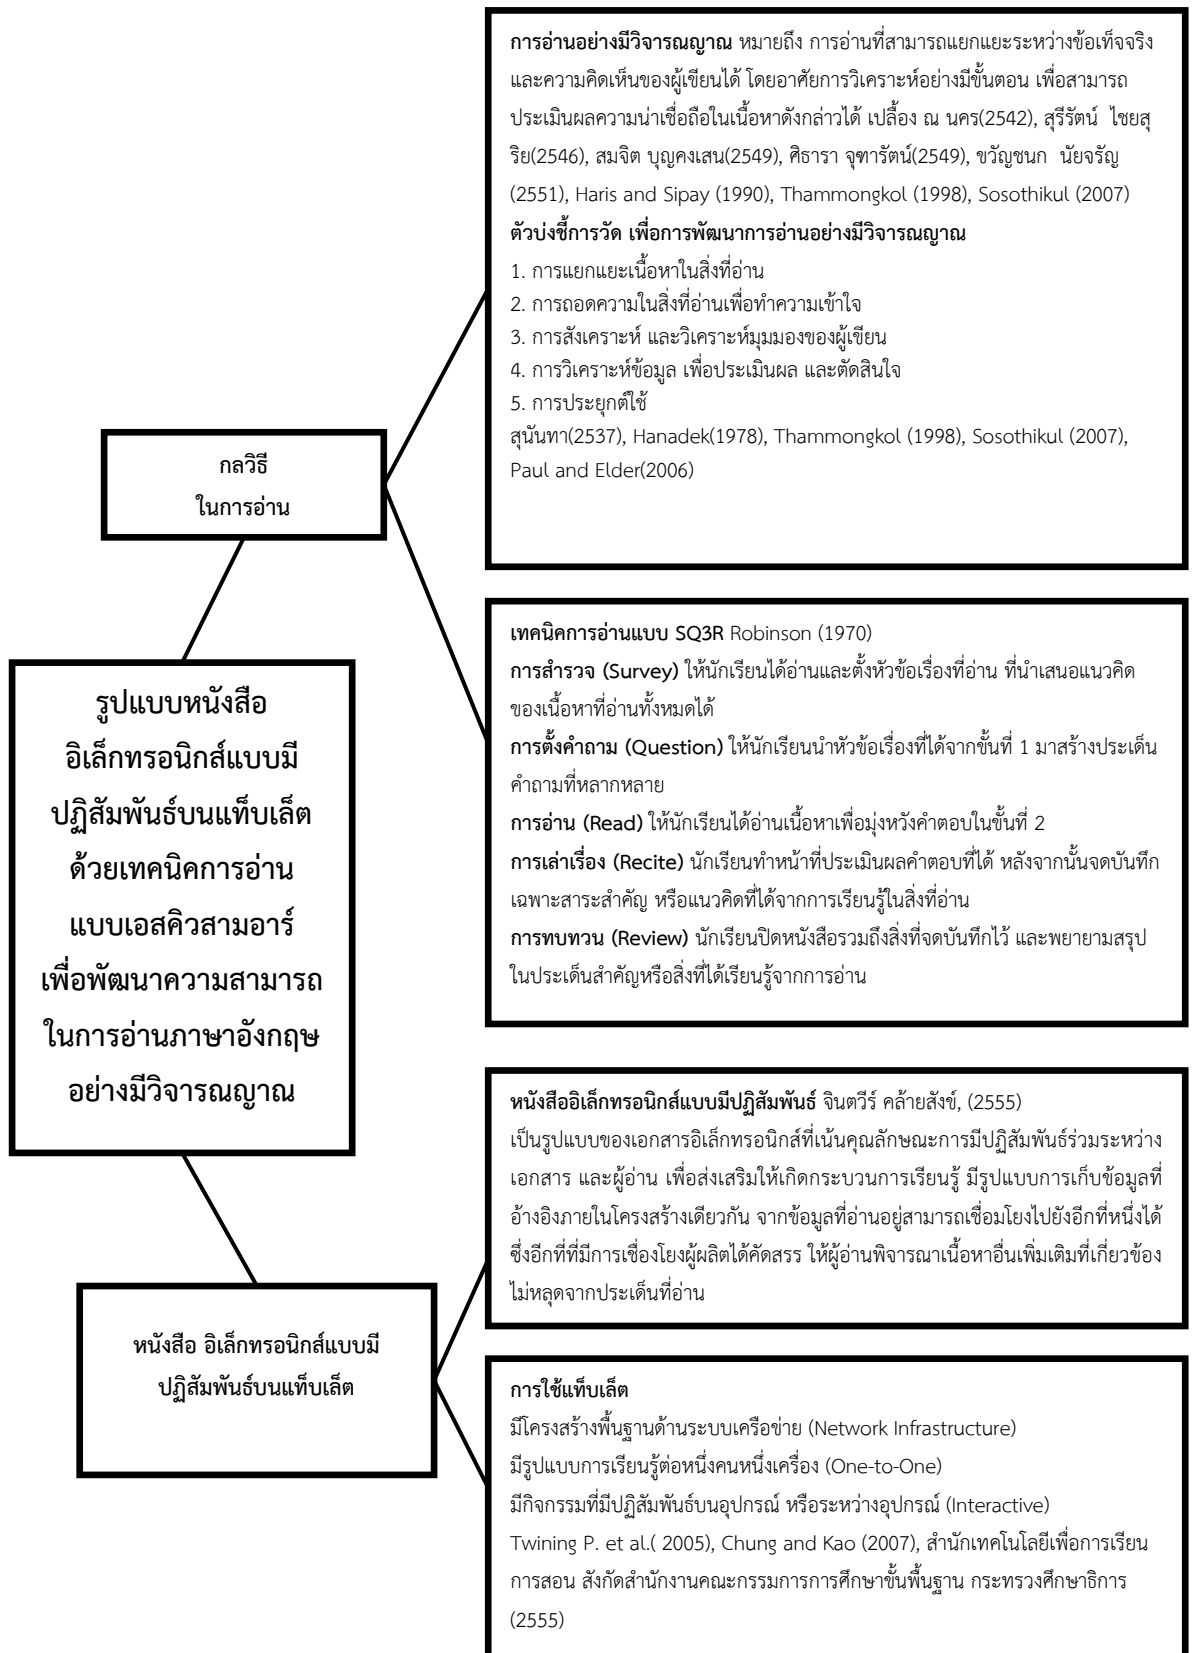 การอ่านอย่างมีวิจารณญาณ หมายถึง การอ่านที่สามารถแยกแยะระหว่างข้อเท็จจริง
และความคิดเห็นของผู้เขียนได้ โดยอาศัยการวิเคราะห์อย่างมีขั้นตอน เพื่อสามารถ
ประเมินผลความน่าเชื่อถือในเนื้อหาดังกล่าวได้ เปลื้อง ณ นคร(2542), สุรีรัตน์ ไชยสุ
ริย(2546), สมจิต บุญคงเสน(2549), ศิธารา จุฑารัตน์(2549), ขวัญชนก นัยจรัญ
(2551), Haris and Sipay (1990), Thammongkol (1998), Sosothikul (2007)
ตัวบ่งชี้การวัด เพื่อการพัฒนาการอ่านอย่างมีวิจารณญาณ
1. การแยกแยะเนื้อหาในสิ่งที่อ่าน
2. การถอดความในสิ่งที่อ่านเพื่อทำความเข้าใจ
3. การสังเคราะห์ และวิเคราะห์มุมมองของผู้เขียน
4. การวิเคราะห์ข้อมูล เพื่อประเมินผล และตัดสินใจ
5. การประยุกต์ใช้
สุนันทา(2537), Hanadek(1978), Thammongkol (1998), Sosothikul (2007),
Paul and Elder(2006)
กลวิธี
ในการอ่าน
เทคนิคการอ่านแบบ SQ3R Robinson (1970)
การสำรวจ (Survey) ให้นักเรียนได้อ่านและตั้งหัวข้อเรื่องที่อ่าน ที่นำเสนอแนวคิด
ของเนื้อหาที่อ่านทั้งหมดได้
การตั้งคำถาม (Question) ให้นักเรียนนำหัวข้อเรื่องที่ได้จากขั้นที่ 1 มาสร้างประเด็น
คำถามที่หลากหลาย
การอ่าน (Read) ให้นักเรียนได้อ่านเนื้อหาเพื่อมุ่งหวังคำตอบในขั้นที่ 2
การเล่าเรื่อง (Recite) นักเรียนทำหน้าที่ประเมินผลคำตอบที่ได้ หลังจากนั้นจดบันทึก
เฉพาะสาระสำคัญ หรือแนวคิดที่ได้จากการเรียนรู้ในสิ่งที่อ่าน
การทบทวน (Review) นักเรียนปิดหนังสือรวมถึงสิ่งที่จดบันทึกไว้ และพยายามสรุป
ในประเด็นสำคัญหรือสิ่งที่ได้เรียนรู้จากการอ่าน
รูปแบบหนังสือ
อิเล็กทรอนิกส์แบบมี
ปฏิสัมพันธ์บนแท็บเล็ต
ด้วยเทคนิคการอ่าน
แบบเอสคิวสามอาร์
เพื่อพัฒนาความสามารถ
ในการอ่านภาษาอังกฤษ
อย่างมีวิจารณญาณ
หนังสืออิเล็กทรอนิกส์แบบมีปฏิสัมพันธ์ จินตวีร์ คล้ายสังข์, (2555)
เป็นรูปแบบของเอกสารอิเล็กทรอนิกส์ที่เน้นคุณลักษณะการมีปฏิสัมพันธ์ร่วมระหว่าง
เอกสาร และผู้อ่าน เพื่อส่งเสริมให้เกิดกระบวนการเรียนรู้ มีรูปแบบการเก็บข้อมูลที่
อ้างอิงภายในโครงสร้างเดียวกัน จากข้อมูลที่อ่านอยู่สามารถเชื่อมโยงไปยังอีกที่หนึ่งได้
ซึ่งอีกที่ที่มีการเชื่องโยงผู้ผลิตได้คัดสรร ให้ผู้อ่านพิจารณาเนื้อหาอื่นเพิ่มเติมที่เกี่ยวข้อง
ไม่หลุดจากประเด็นที่อ่าน
หนังสือ อิเล็กทรอนิกส์แบบมี
ปฏิสัมพันธ์บนแท็บเล็ต
การใช้แท็บเล็ต
มีโครงสร้างพื้นฐานด้านระบบเครือข่าย (Network Infrastructure)
มีรูปแบบการเรียนรู้ต่อหนึ่งคนหนึ่งเครื่อง (One-to-One)
มีกิจกรรมที่มีปฏิสัมพันธ์บนอุปกรณ์ หรือระหว่างอุปกรณ์ (Interactive)
Twining P. et al.( 2005), Chung and Kao (2007), สำนักเทคโนโลยีเพื่อการเรียน
การสอน สังกัดสำนักงานคณะกรรมการการศึกษาขั้นพื้นฐาน กระทรวงศึกษาธิการ
(2555)